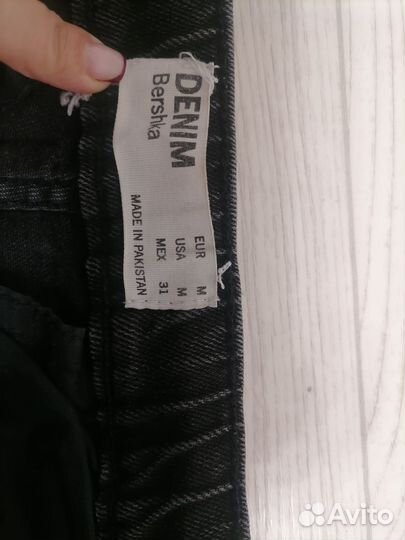 DENIM
Bershka
EUR M
USA M
MEX 31
MADE IN PAKISTAN
Avito